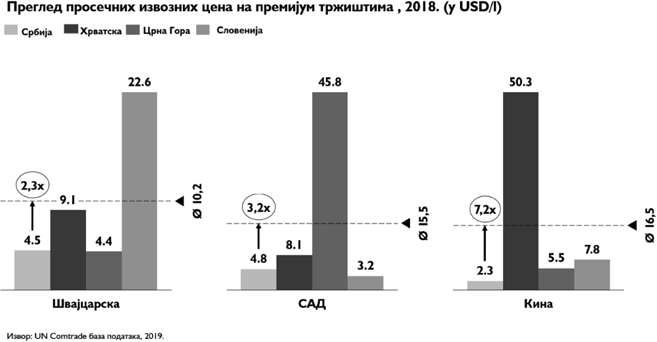 Преглед просечних извозних цена на премијум тржиштима , 2018. (у USD/l)
Србија Хрватска Црна Гора Словенија
22.6 45.8 50.3
2,3x 9.1 Ø 10,2
3,2x Ø 15,5
7,2x Ø 16,5
4.5 4.4
4.8 8.1 3.2
2.3 5.5 7.8
Швајцарска САД Кина
Извор: UN Comtrade база података, 2019.